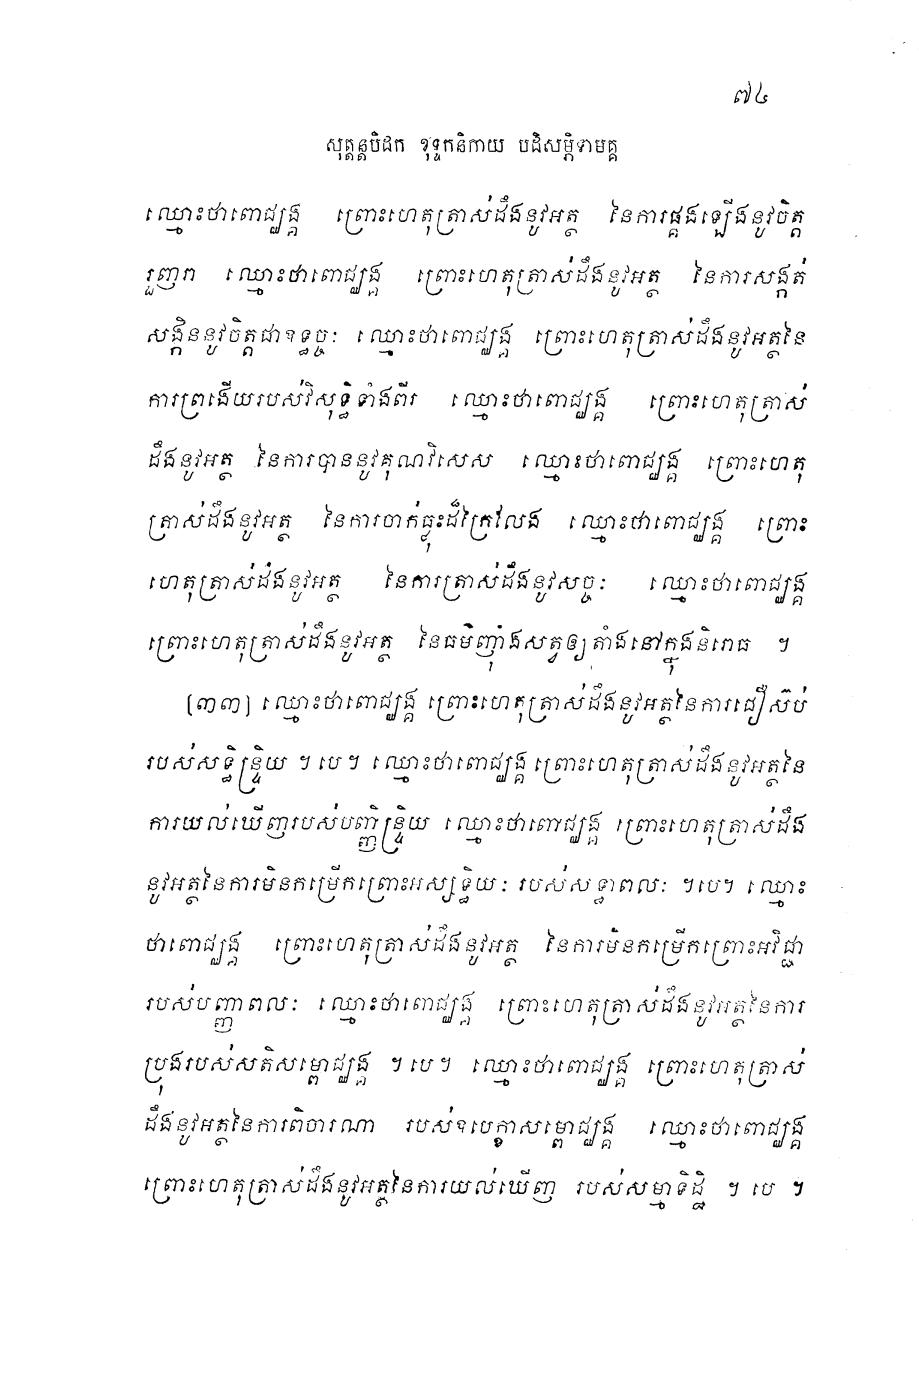 ៧៤
សុត្តន្តបិដក ខុទ្ទកនិកាយ បដិសម្ភិទាមគ្គ
ឈ្មោះថាពោជ្ឈង្គ ព្រោះហេតុត្រាស់ដឹងនូវអត្ថ នៃការផ្គងឡើងនូវចិត្ត
រួញរា ឈ្មោះថាពោជ្ឈង្គ ព្រោះហេតុត្រាស់ដឹងនូវអត្ថ នៃការសង្កត់
សង្កិននូវចិត្តជាឧទ្ធច្ចៈ ឈ្មោះថាពោជ្ឈង្គ ព្រោះហេតុត្រាស់ដឹងនូវអត្ថនៃ
ការព្រងើយរបស់វិសុទ្ធិទាំងពីរ ឈ្មោះថាពោជ្ឈង្គ ព្រោះហេតុត្រាស់
ដឹងនូវអត្ថ នៃការបាននូវគុណវិសេស ឈ្មោះថាពោជ្ឈង្គ ព្រោះហេតុ
ត្រាស់ដឹងនូវអត្ថ នៃការចាក់ធ្លុះដ៏ក្រៃលែង ឈ្មោះថាពោជ្ឈង្គ ព្រោះ
ហេតុត្រាស់ដឹងនូវអត្ថ នៃការត្រាស់ដឹងនូវសច្ចៈ ឈ្មោះថាពោជ្ឈង្គ
ព្រោះហេតុត្រាស់ដឹងនូវអត្ថ នៃធម៌ញ៉ាំងសត្វឲ្យតាំងនៅក្នុងនិរោធ ។
(៣៣) ឈ្មោះថាពោជ្ឈង្គ ព្រោះហេតុត្រាស់ដឹងនូវអត្ថនៃការជឿស៊ប់
របស់សទ្ធិន្ទ្រិយ ។ បេ ។ ឈ្មោះថាពោជ្ឈង្គ ព្រោះហេតុត្រាស់ដឹងនូវអត្ថនៃ
ការយល់ឃើញរបស់បញ្ញិន្ទ្រិយ ឈ្មោះថាពោជ្ឈង្គ ព្រោះហេតុត្រាស់ដឹង
នូវអត្ថនៃការមិនកម្រើកព្រោះអស្សទ្ធិយៈ របស់សទ្ធាពលៈ ។ បេ ។ ឈ្មោះ
ថាពោជ្ឈង្គ ព្រោះហេតុត្រាស់ដឹងនូវអត្ថ នៃការមិនកម្រើកព្រោះអវិជ្ជា
របស់បញ្ញាពលៈ ឈ្មោះថាពោជ្ឈង្គ ព្រោះហេតុត្រាស់ដឹងនូវអត្ថនៃការ
ប្រុងរបស់សតិសម្ពោជ្ឈង្គ ។ បេ ។ ឈ្មោះថាពោជ្ឈង្គ ព្រោះហេតុត្រាស់
ដឹងនូវអត្ថនៃការពិចារណា របស់ឧបេក្ខាសម្ពោជ្ឈង្គ ឈ្មោះថាពោជ្ឈង្គ
ព្រោះហេតុត្រាស់ដឹងនូវអត្ថនៃការយល់ឃើញ របស់សម្មាទិដ្ឋិ ។ បេ ។